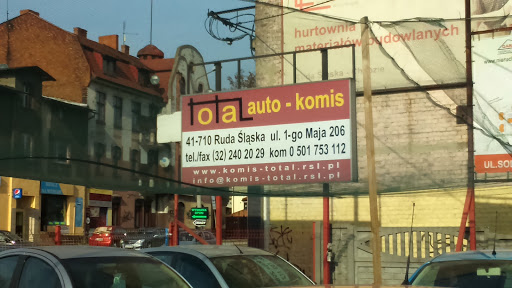 hurtownia
materiałów budowlanych
total auto - komis
41-710 Ruda Śląska ul. 1-go Maja 206
tel./fax (32) 240 20 29 kom 0 501 753 112
www.komis-total.rsl.pl
info@komis-total.rsl.pl
UL.SO